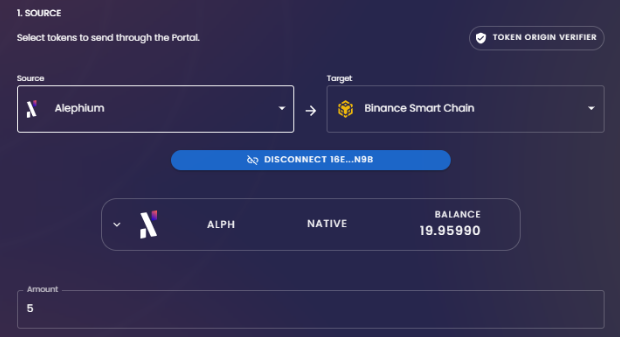 1. SOURCE
Select tokens to send through the Portal.
TOKEN ORIGIN VERIFIER
Source
Target
Alephium
Binance Smart Chain
DISCONNECT 16E...N9B
ALPH
NATIVE
BALANCE
19.95990
Amount
5